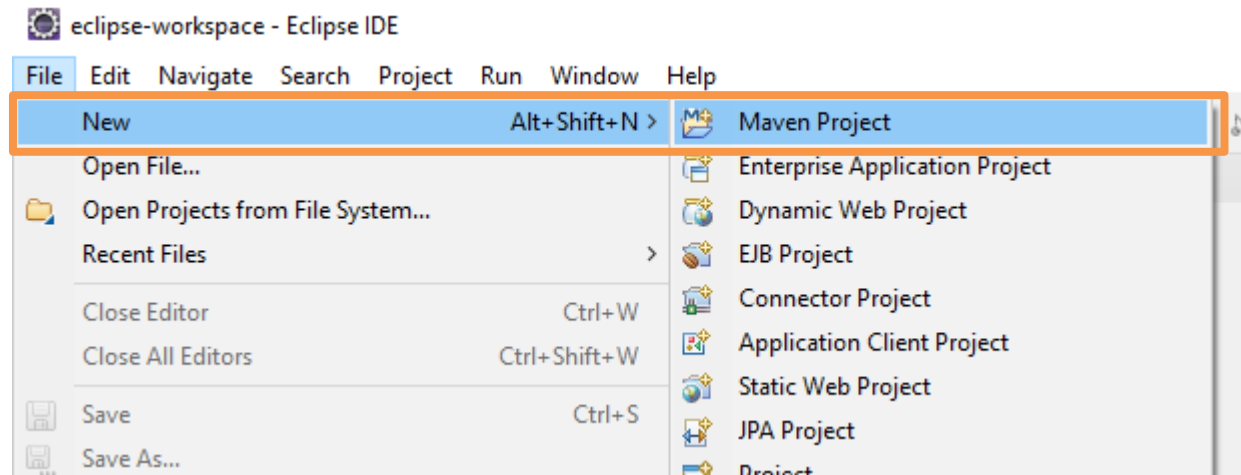 eclipse-workspace - Eclipse IDE
File Edit Navigate Search Project Run Window Help
New Alt+Shift+N >
Open File...
Open Projects from File System...
Recent Files >
Close Editor Ctrl+W
Close All Editors Ctrl+Shift+W
Save Ctrl+S
Save As...
Maven Project
Enterprise Application Project
Dynamic Web Project
EJB Project
Connector Project
Application Client Project
Static Web Project
JPA Project
Project